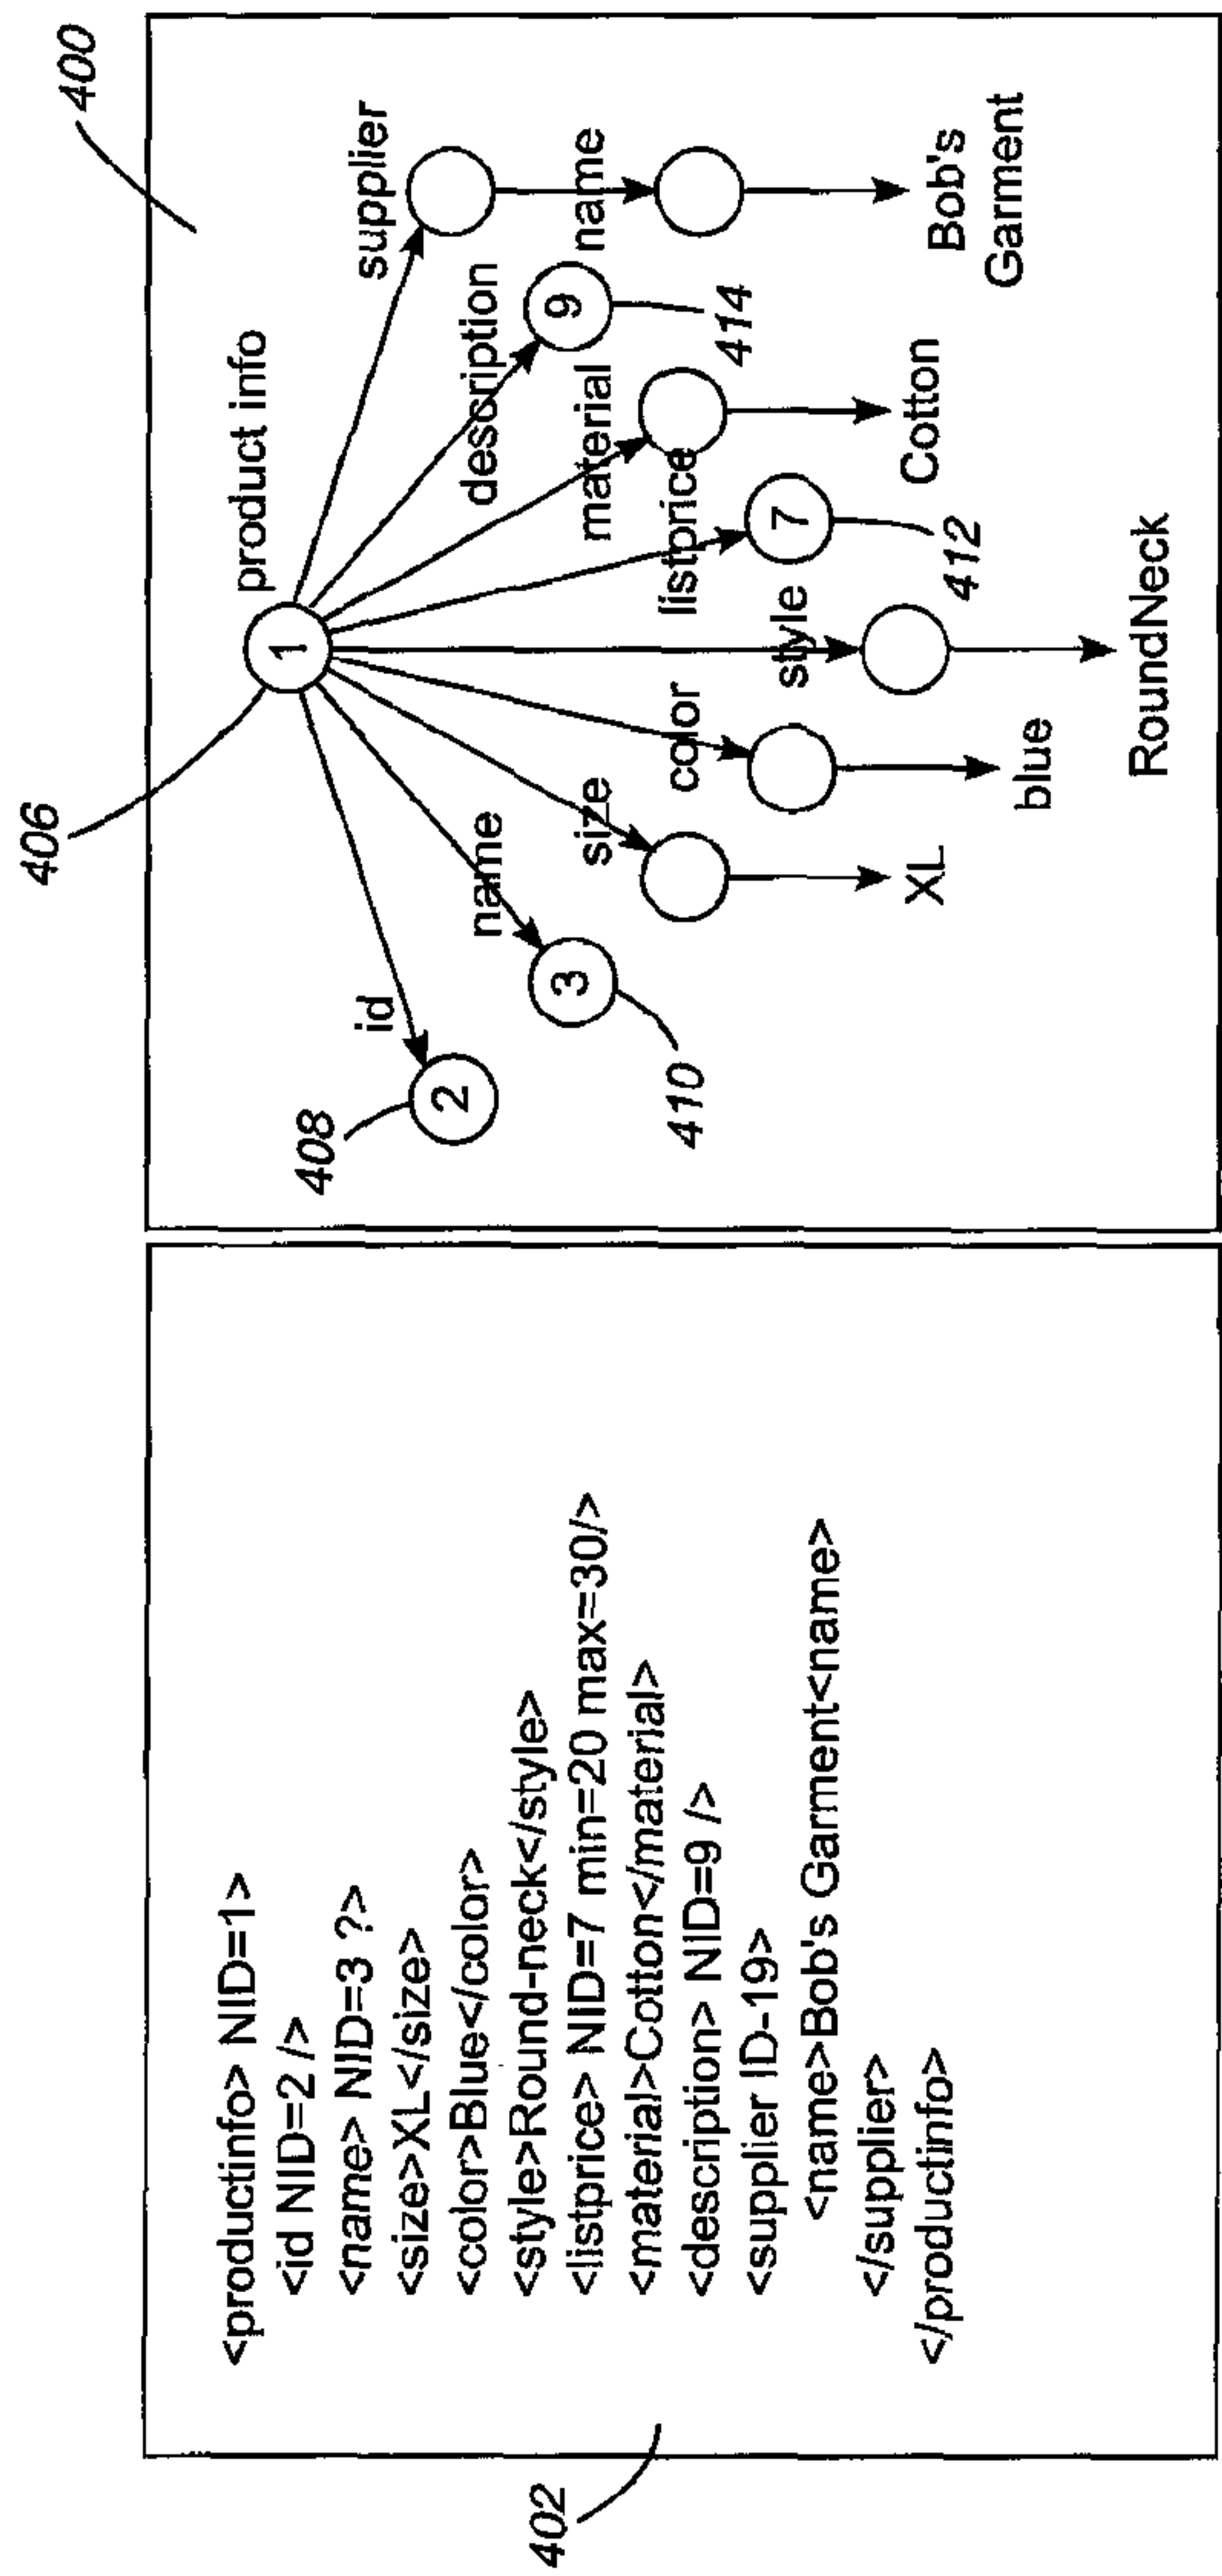 402
<productinfo> NID=1>
<id NID=2 />
<name> NID=3 ?>
<size>XL</size>
<color>Blue</color>
<style>Round-neck</style>
<listprice> NID=7 min=20 max=30/>
<material>Cotton</material>
<description> NID=9 />
<supplier ID-19>
<name>Bob's Garment<name>
</supplier>
</productinfo>
400
406
product info
1
id
2
408
name
3
410
size
XL
color
blue
style
RoundNeck
listprice
7
412
material
Cotton
description
9
414
supplier
name
Bob's
Garment